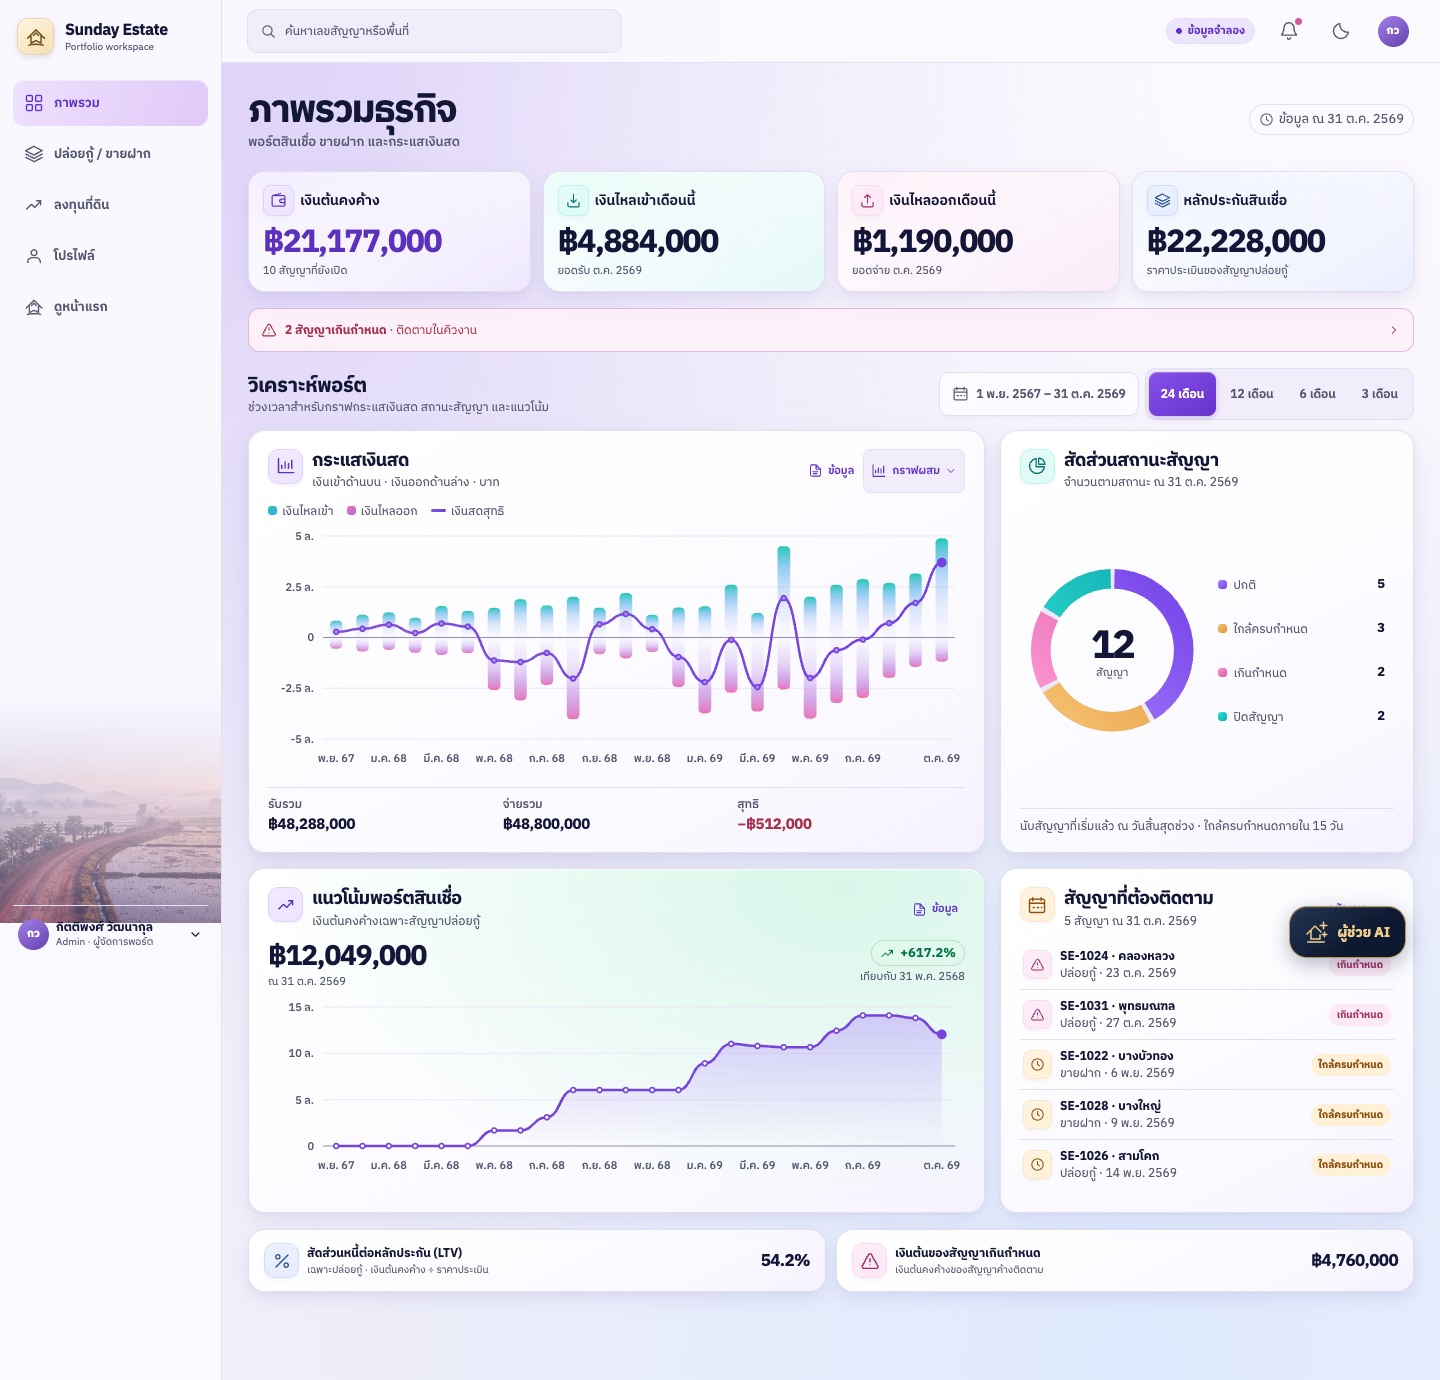 Sunday Estate
Portfolio workspace
ภาพรวม
ปล่อยกู้ / ขายฝาก
ลงทุนที่ดิน
โปรไฟล์
ดูหน้าแรก
กว
กิตติพงศ์ วัฒนากุล
Admin · ผู้จัดการพอร์ต
ค้นหาเลขสัญญาหรือพื้นที่
ข้อมูลจำลอง
กว
ภาพรวมธุรกิจ
พอร์ตสินเชื่อ ขายฝาก และกระแสเงินสด
ข้อมูล ณ 31 ต.ค. 2569
เงินต้นคงค้าง
฿21,177,000
10 สัญญาที่ยังเปิด
เงินไหลเข้าเดือนนี้
฿4,884,000
ยอดรับ ต.ค. 2569
เงินไหลออกเดือนนี้
฿1,190,000
ยอดจ่าย ต.ค. 2569
หลักประกันสินเชื่อ
฿22,228,000
ราคาประเมินของสัญญาปล่อยกู้
2 สัญญาเกินกำหนด · ติดตามในคิวงาน
วิเคราะห์พอร์ต
ช่วงเวลาสำหรับกราฟกระแสเงินสด สถานะสัญญา และแนวโน้ม
1 พ.ย. 2567 – 31 ต.ค. 2569
24 เดือน 12 เดือน 6 เดือน 3 เดือน
กระแสเงินสด
เงินเข้าด้านบน · เงินออกด้านล่าง · บาท
ข้อมูล
กราฟผสม
เงินไหลเข้า เงินไหลออก เงินสดสุทธิ
5 ล.
2.5 ล.
0
-2.5 ล.
-5 ล.
พ.ย. 67 ม.ค. 68 มี.ค. 68 พ.ค. 68 ก.ค. 68 ก.ย. 68 พ.ย. 68 ม.ค. 69 มี.ค. 69 พ.ค. 69 ก.ค. 69 ต.ค. 69
รับรวม
฿48,288,000
จ่ายรวม
฿48,800,000
สุทธิ
−฿512,000
สัดส่วนสถานะสัญญา
จำนวนตามสถานะ ณ 31 ต.ค. 2569
12
สัญญา
ปกติ 5
ใกล้ครบกำหนด 3
เกินกำหนด 2
ปิดสัญญา 2
นับสัญญาที่เริ่มแล้ว ณ วันสิ้นสุดช่วง · ใกล้ครบกำหนดภายใน 15 วัน
แนวโน้มพอร์ตสินเชื่อ
เงินต้นคงค้างเฉพาะสัญญาปล่อยกู้
ข้อมูล
฿12,049,000
ณ 31 ต.ค. 2569
+617.2%
เทียบกับ 31 พ.ค. 2568
15 ล.
10 ล.
5 ล.
0
พ.ย. 67 ม.ค. 68 มี.ค. 68 พ.ค. 68 ก.ค. 68 ก.ย. 68 พ.ย. 68 ม.ค. 69 มี.ค. 69 พ.ค. 69 ก.ค. 69 ต.ค. 69
สัญญาที่ต้องติดตาม
5 สัญญา ณ 31 ต.ค. 2569
ผู้ช่วย AI
SE-1024 · คลองหลวง
ปล่อยกู้ · 23 ต.ค. 2569
เกินกำหนด
SE-1031 · พุทธมณฑล
ปล่อยกู้ · 27 ต.ค. 2569
เกินกำหนด
SE-1022 · บางบัวทอง
ขายฝาก · 6 พ.ย. 2569
ใกล้ครบกำหนด
SE-1028 · บางใหญ่
ขายฝาก · 9 พ.ย. 2569
ใกล้ครบกำหนด
SE-1026 · สามโคก
ปล่อยกู้ · 14 พ.ย. 2569
ใกล้ครบกำหนด
สัดส่วนหนี้ต่อหลักประกัน (LTV)
เฉพาะปล่อยกู้ · เงินต้นคงค้าง ÷ ราคาประเมิน
54.2%
เงินต้นของสัญญาเกินกำหนด
เงินต้นคงค้างของสัญญาค้างติดตาม
฿4,760,000